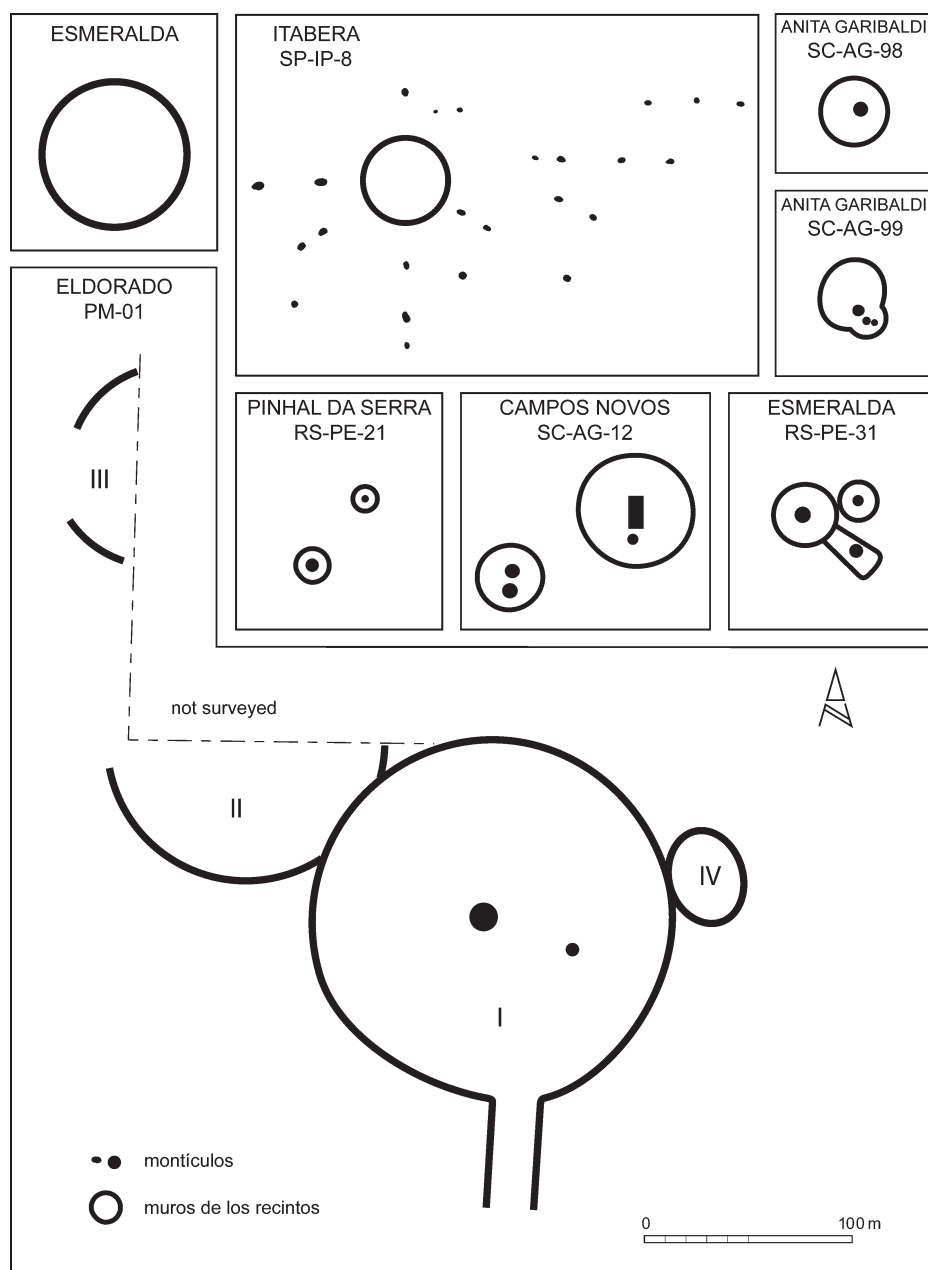 ESMERALDA
ITABERA
SP-IP-8
ANITA GARIBALDI
SC-AG-98
ANITA GARIBALDI
SC-AG-99
ELDORADO
PM-01
III
PINHAL DA SERRA
RS-PE-21
CAMPOS NOVOS
SC-AG-12
ESMERALDA
RS-PE-31
not surveyed
II
IV
I
montículos
muros de los recintos
0 100 m